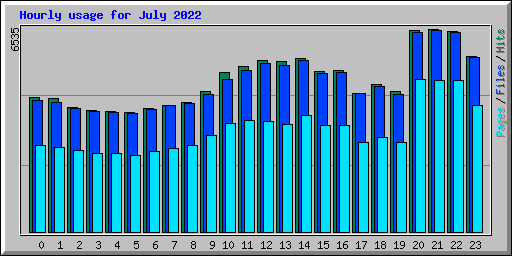 Hourly usage for July 2022
6535
Pages/Files/Hits
0 1 2 3 4 5 6 7 8 9 10 11 12 13 14 15 16 17 18 19 20 21 22 23